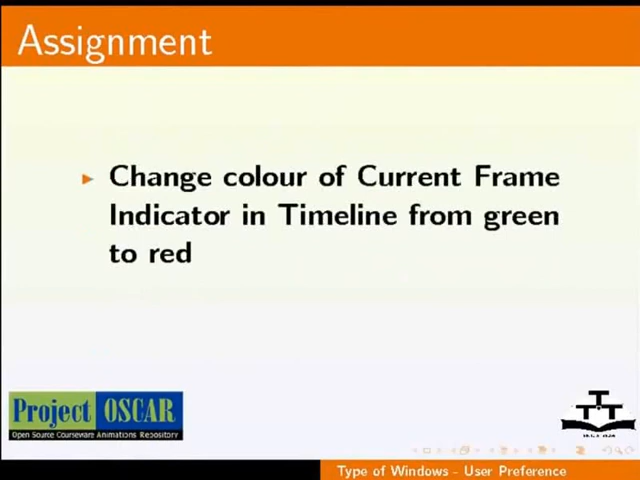 Assignment
Change colour of Current Frame
Indicator in Timeline from green
to red
Project OSCAR
Open Source Courseware Animations Repository
TTT
Type of Windows - User Preference